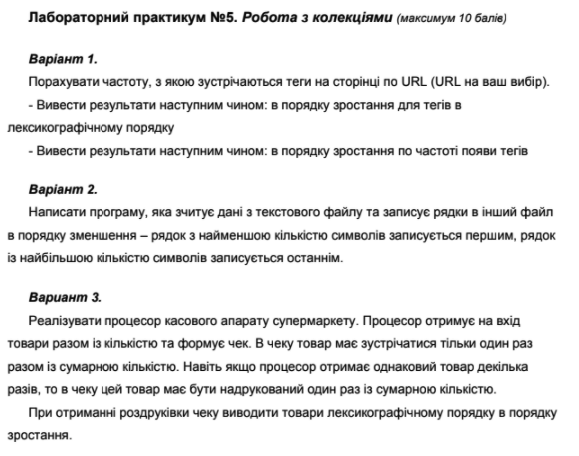 Лабораторний практикум №5. Робота з колекціями (максимум 10 балів)
Варіант 1.
Порахувати частоту, з якою зустрічаються теги на сторінці по URL (URL на ваш вибір).
- Вивести результати наступним чином: в порядку зростання для тегів в
лексикографічному порядку
- Вивести результати наступним чином: в порядку зростання по частоті появи тегів
Варіант 2.
Написати програму, яка зчитує дані з текстового файлу та записує рядки в інший файл
в порядку зменшення – рядок з найменшою кількістю символів записується першим, рядок
із найбільшою кількістю символів записується останнім.
Вариант 3.
Реалізувати процесор касового апарату супермаркету. Процесор отримує на вхід
товари разом із кількістю та формує чек. В чеку товар має зустрічатися тільки один раз
разом із сумарною кількістю. Навіть якщо процесор отримає однаковий товар декілька
разів, то в чеку цей товар має бути надрукований один раз із сумарною кількістю.
При отриманні роздруківки чеку виводити товари лексикографічному порядку в порядку
зростання.